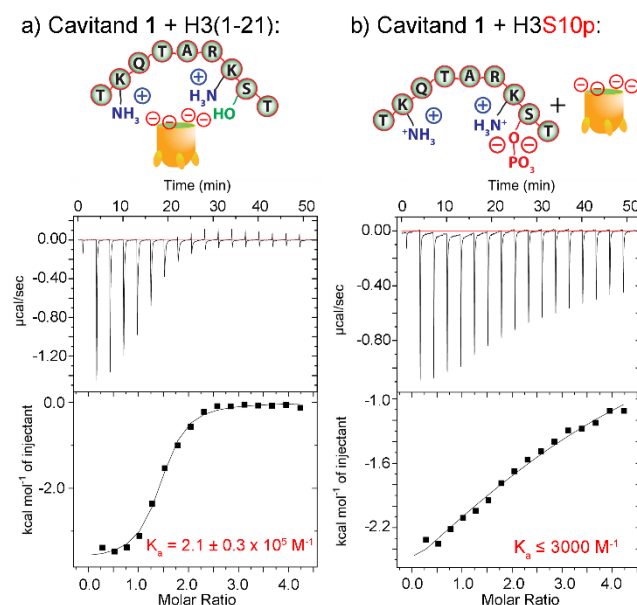 a) Cavitand 1 + H3(1-21):
T K Q T A R K S T
+ +
NH₃ H₃N HO
− − − −
Time (min)
0 10 20 30 40 50
0.00
-0.40
-0.80
-1.20
µcal/sec
0.0
-2.0
kcal mol⁻¹ of injectant
Kₐ = 2.1 ± 0.3 x 10⁵ M⁻¹
0.0 1.0 2.0 3.0 4.0
Molar Ratio
b) Cavitand 1 + H3S10p:
T K Q T A R K S T
+ − − − −
⁺NH₃ H₃N⁺ O
+ − −
PO₃
Time (min)
0 10 20 30 40 50
0.00
-0.40
-0.80
µcal/sec
-1.0
-1.6
-2.2
kcal mol⁻¹ of injectant
Kₐ ≤ 3000 M⁻¹
0.0 1.0 2.0 3.0 4.0
Molar Ratio